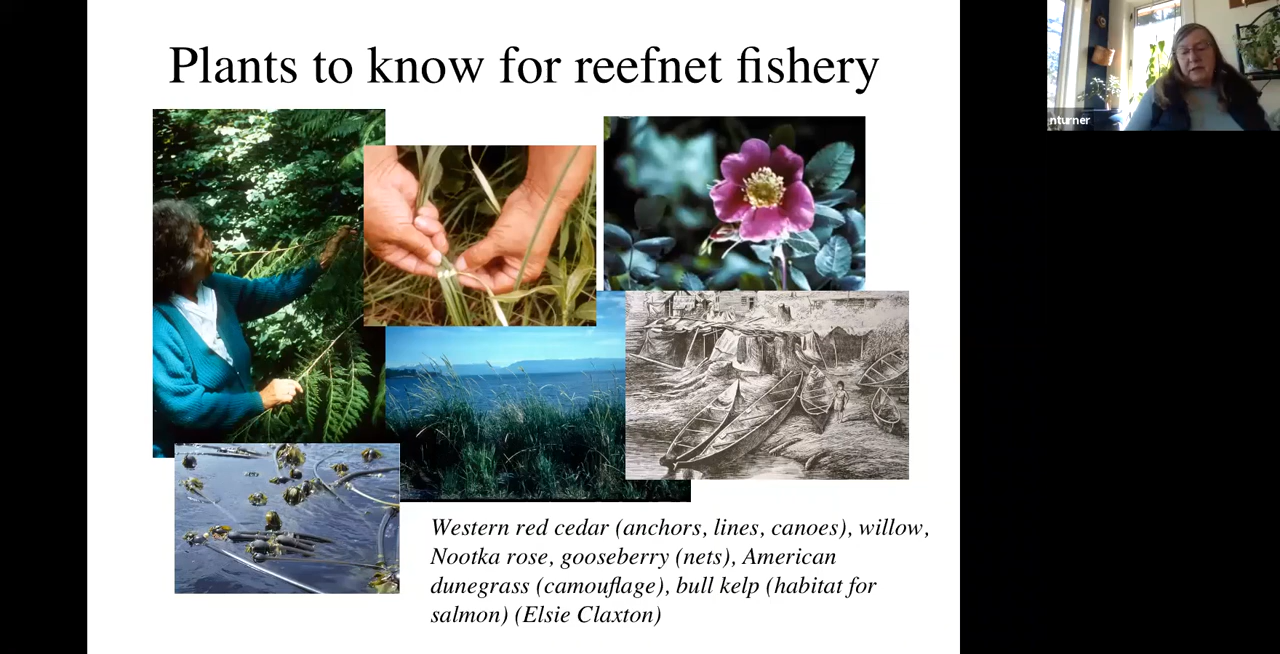 Plants to know for reefnet fishery
nturner
Western red cedar (anchors, lines, canoes), willow,
Nootka rose, gooseberry (nets), American
dunegrass (camouflage), bull kelp (habitat for
salmon) (Elsie Claxton)